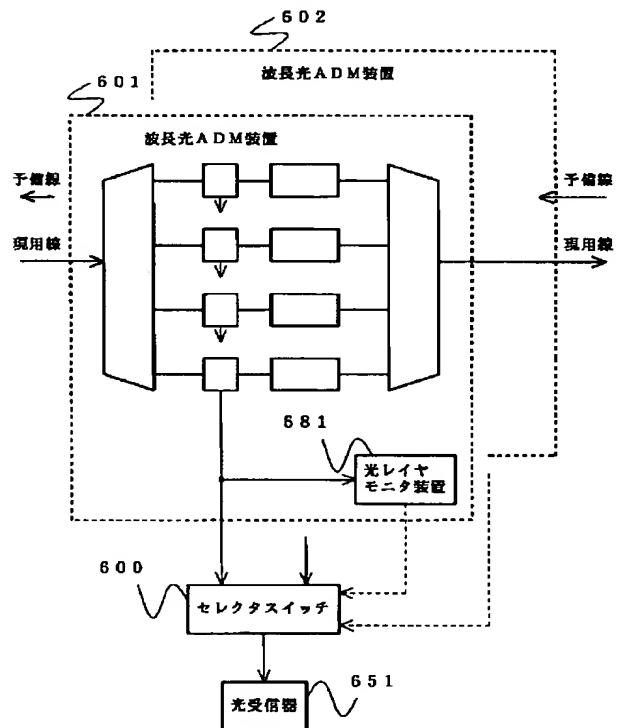 602
波長光ADM装置
601
波長光ADM装置
予備線
予備線
現用線
現用線
681
光レイヤ
モニタ装置
600
セレクタスイッチ
651
光受信器